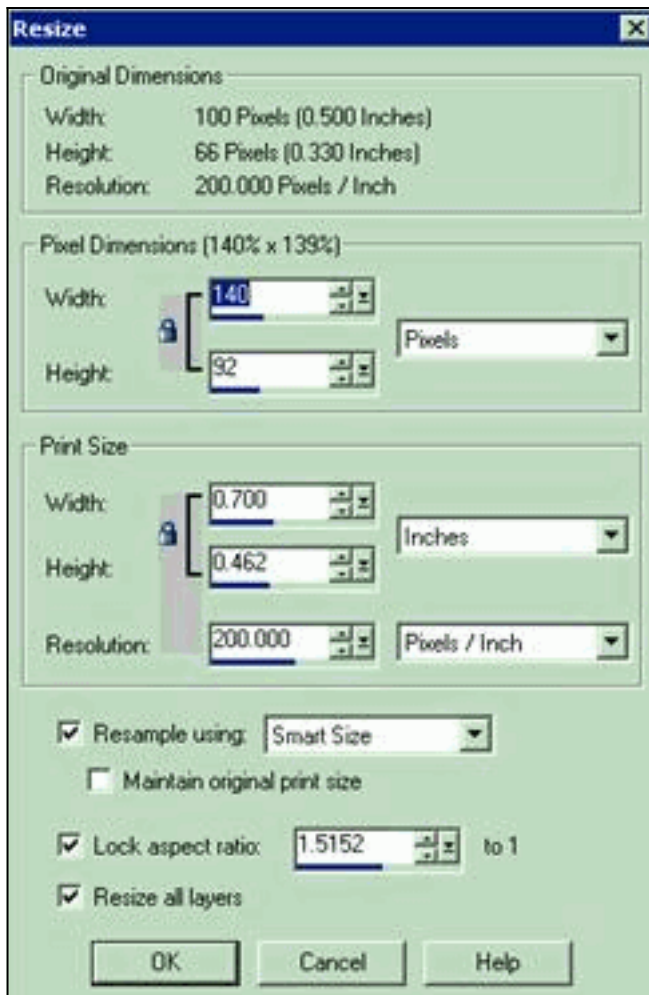 Resize
Original Dimensions
Width: 100 Pixels (0.500 Inches)
Height: 66 Pixels (0.330 Inches)
Resolution: 200.000 Pixels / Inch
Pixel Dimensions (140% x 139%)
Width: 140
Pixels
Height: 92
Print Size
Width: 0.700
Inches
Height: 0.462
Resolution: 200.000 Pixels / Inch
Resample using: Smart Size
Maintain original print size
Lock aspect ratio: 1.5152 to 1
Resize all layers
OK Cancel Help